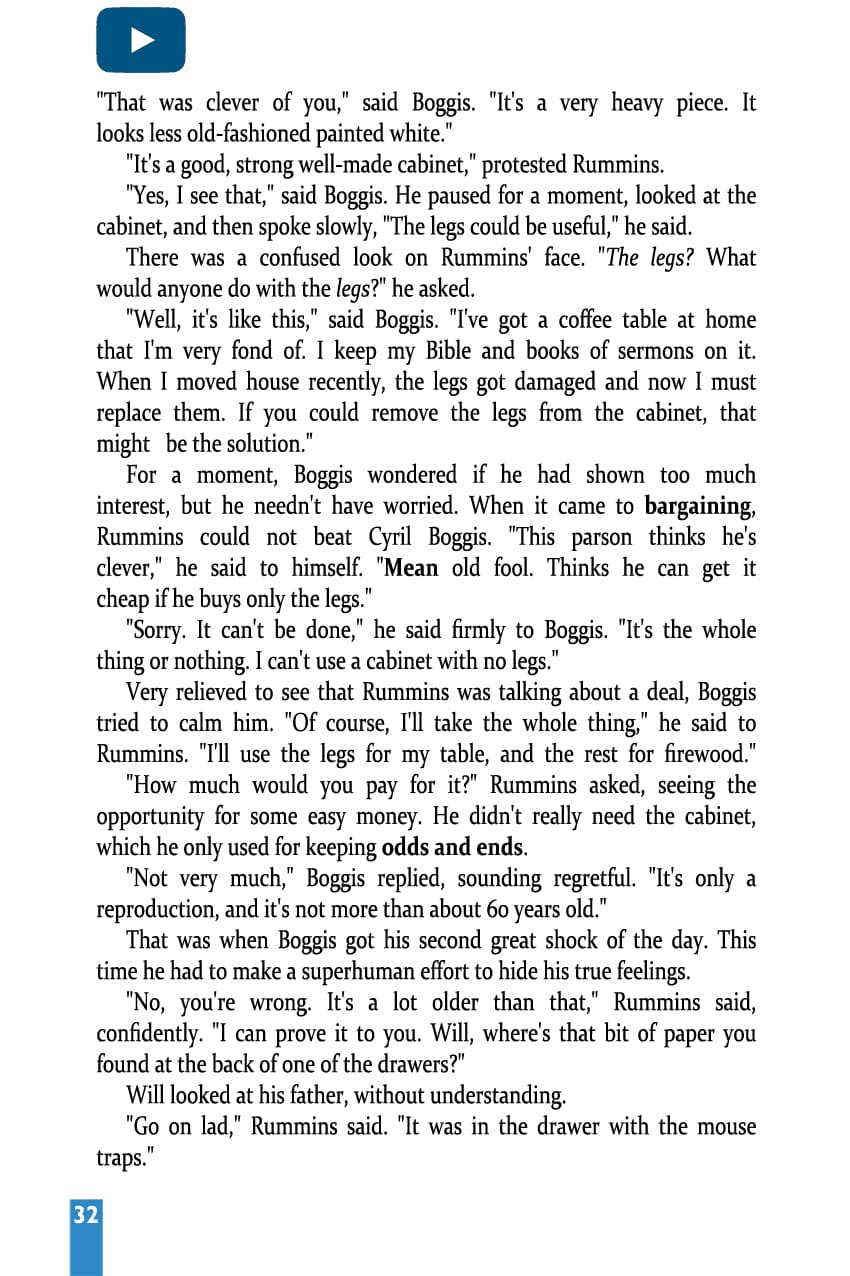 "That was clever of you," said Boggis. "It's a very heavy piece. It
looks less old-fashioned painted white."
"It's a good, strong well-made cabinet," protested Rummins.
"Yes, I see that," said Boggis. He paused for a moment, looked at the
cabinet, and then spoke slowly, "The legs could be useful," he said.
There was a confused look on Rummins' face. "The legs? What
would anyone do with the legs?" he asked.
"Well, it's like this," said Boggis. "I've got a coffee table at home
that I'm very fond of. I keep my Bible and books of sermons on it.
When I moved house recently, the legs got damaged and now I must
replace them. If you could remove the legs from the cabinet, that
might be the solution."
For a moment, Boggis wondered if he had shown too much
interest, but he needn't have worried. When it came to bargaining,
Rummins could not beat Cyril Boggis. "This parson thinks he's
clever," he said to himself. "Mean old fool. Thinks he can get it
cheap if he buys only the legs."
"Sorry. It can't be done," he said firmly to Boggis. "It's the whole
thing or nothing. I can't use a cabinet with no legs."
Very relieved to see that Rummins was talking about a deal, Boggis
tried to calm him. "Of course, I'll take the whole thing," he said to
Rummins. "I'll use the legs for my table, and the rest for firewood."
"How much would you pay for it?" Rummins asked, seeing the
opportunity for some easy money. He didn't really need the cabinet,
which he only used for keeping odds and ends.
"Not very much," Boggis replied, sounding regretful. "It's only a
reproduction, and it's not more than about 60 years old."
That was when Boggis got his second great shock of the day. This
time he had to make a superhuman effort to hide his true feelings.
"No, you're wrong. It's a lot older than that," Rummins said,
confidently. "I can prove it to you. Will, where's that bit of paper you
found at the back of one of the drawers?"
Will looked at his father, without understanding.
"Go on lad," Rummins said. "It was in the drawer with the mouse
traps."
32